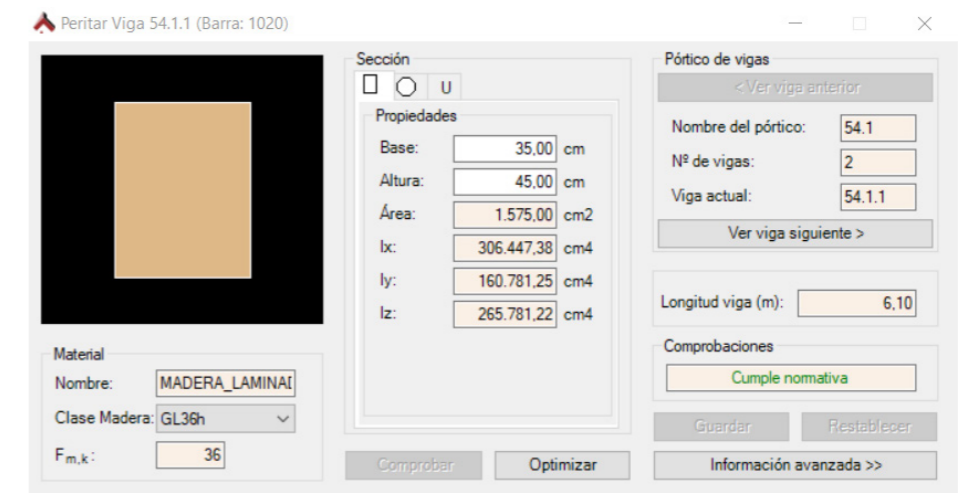 Peritar Viga 54.1.1 (Barra: 1020)
Sección
U
Propiedades
Base: 35,00 cm
Altura: 45,00 cm
Área: 1.575,00 cm2
Ix: 306.447,38 cm4
Iy: 160.781,25 cm4
Iz: 265.781,22 cm4
Material
Nombre: MADERA_LAMINAD
Clase Madera: GL36h
Fm,k: 36
Comprobar Optimizar
Pórtico de vigas
< Ver viga anterior
Nombre del pórtico: 54.1
Nº de vigas: 2
Viga actual: 54.1.1
Ver viga siguiente >
Longitud viga (m): 6,10
Comprobaciones
Cumple normativa
Guardar Restablecer
Información avanzada >>